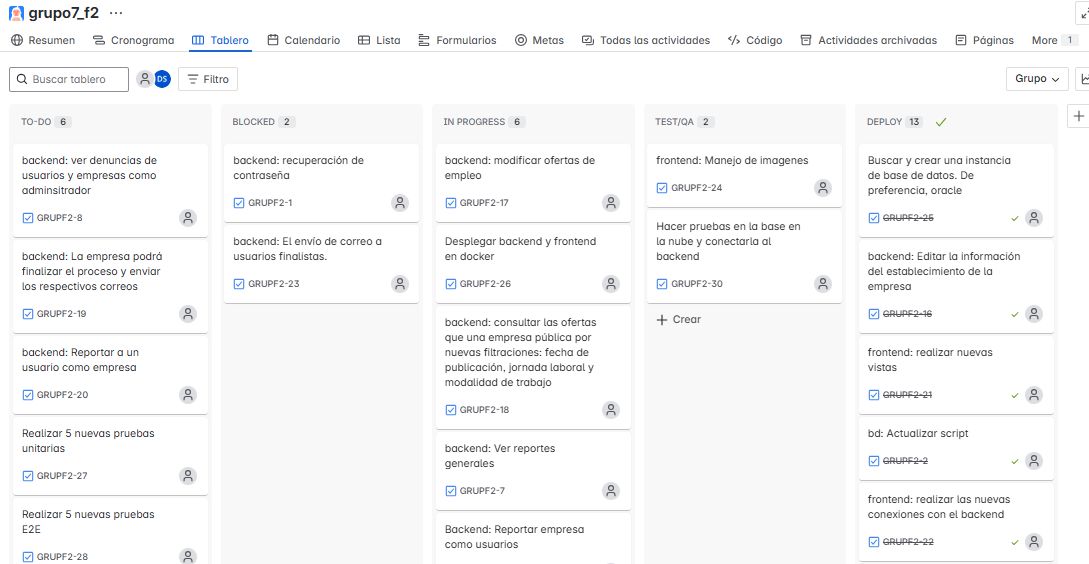 grupo7_f2 ···
Resumen Cronograma Tablero Calendario Lista Formularios Metas Todas las actividades Código Actividades archivadas Páginas More 1
Buscar tablero DS Filtro Grupo
TO-DO 6
backend: ver denuncias de
usuarios y empresas como
adminsitrador
GRUPF2-8
backend: La empresa podrá
finalizar el proceso y enviar
los respectivos correos
GRUPF2-19
backend: Reportar a un
usuario como empresa
GRUPF2-20
Realizar 5 nuevas pruebas
unitarias
GRUPF2-27
Realizar 5 nuevas pruebas
E2E
GRUPF2-28
BLOCKED 2
backend: recuperación de
contraseña
GRUPF2-1
backend: El envío de correo a
usuarios finalistas.
GRUPF2-23
IN PROGRESS 6
backend: modificar ofertas de
empleo
GRUPF2-17
Desplegar backend y frontend
en docker
GRUPF2-26
backend: consultar las ofertas
que una empresa pública por
nuevas filtraciones: fecha de
publicación, jornada laboral y
modalidad de trabajo
GRUPF2-18
backend: Ver reportes
generales
GRUPF2-7
Backend: Reportar empresa
como usuarios
TEST/QA 2
frontend: Manejo de imagenes
GRUPF2-24
Hacer pruebas en la base en
la nube y conectarla al
backend
GRUPF2-30
Crear
DEPLOY 13
Buscar y crear una instancia
de base de datos. De
preferencia, oracle
GRUPF2-25
backend: Editar la información
del establecimiento de la
empresa
GRUPF2-16
frontend: realizar nuevas
vistas
GRUPF2-21
bd: Actualizar script
GRUPF2-2
frontend: realizar las nuevas
conexiones con el backend
GRUPF2-22